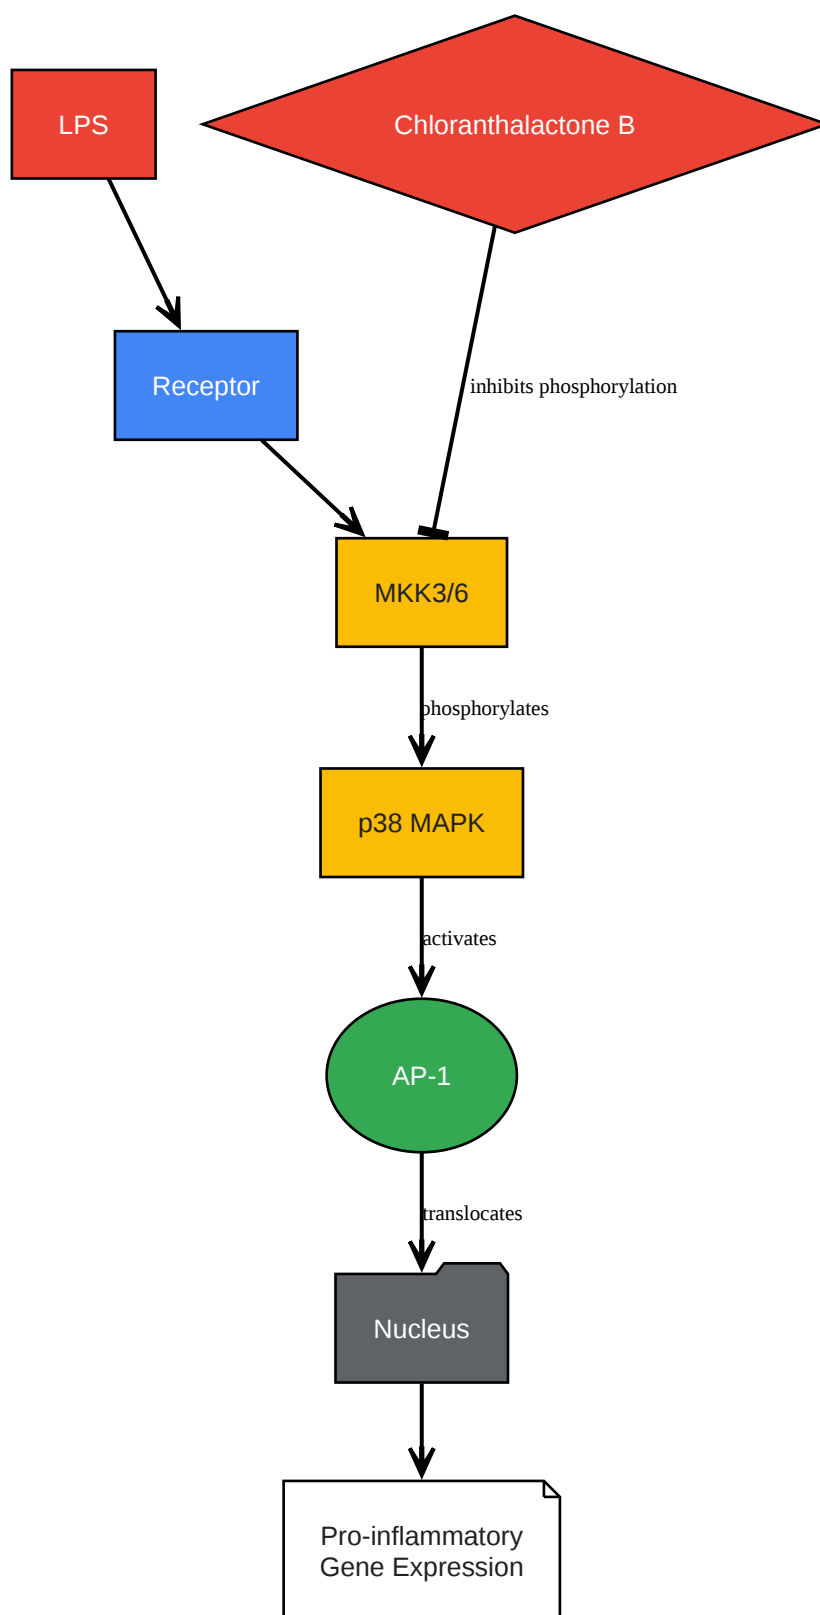 LPS
Chloranthalactone B
Receptor
inhibits phosphorylation
MKK3/6
phosphorylates
p38 MAPK
activates
AP-1
translocates
Nucleus
Pro-inflammatory
Gene Expression